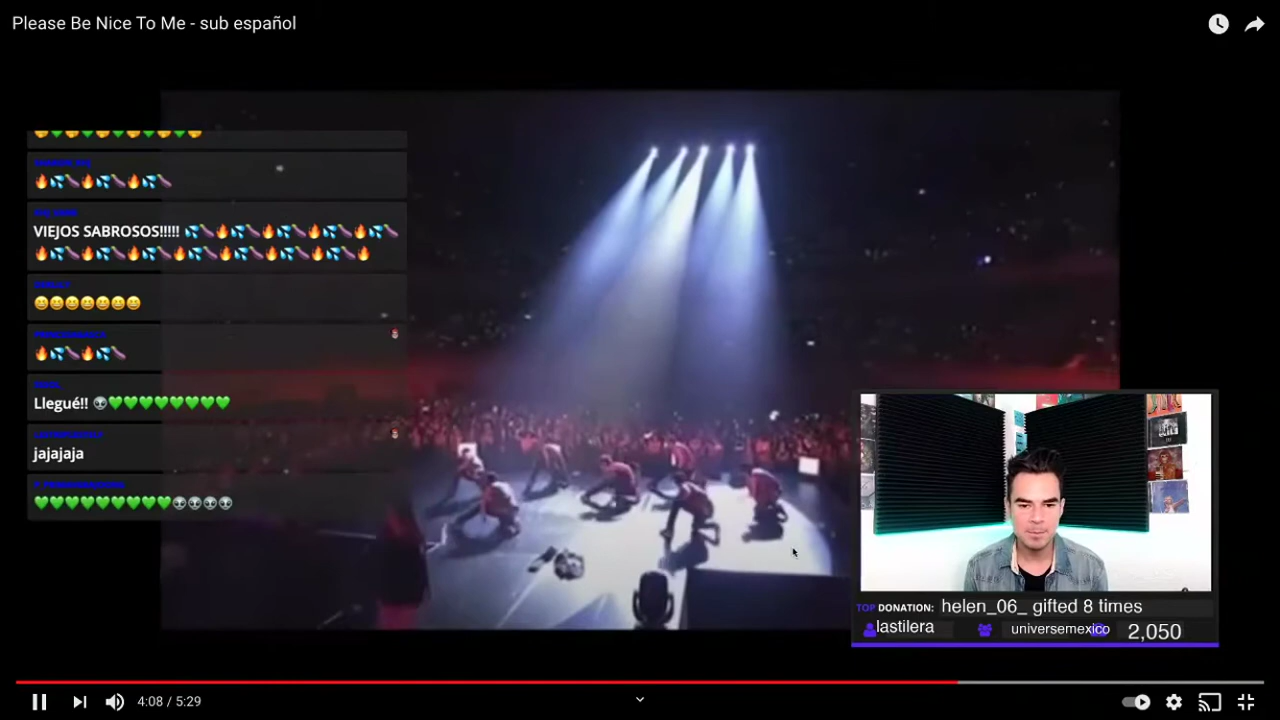 Please Be Nice To Me - sub español
VIEJOS SABROSOS!!!!!
Llegué!!
jajajaja
TOP DONATION: helen_06_ gifted 8 times
lastilera universemexico 2,050
4:08 / 5:29